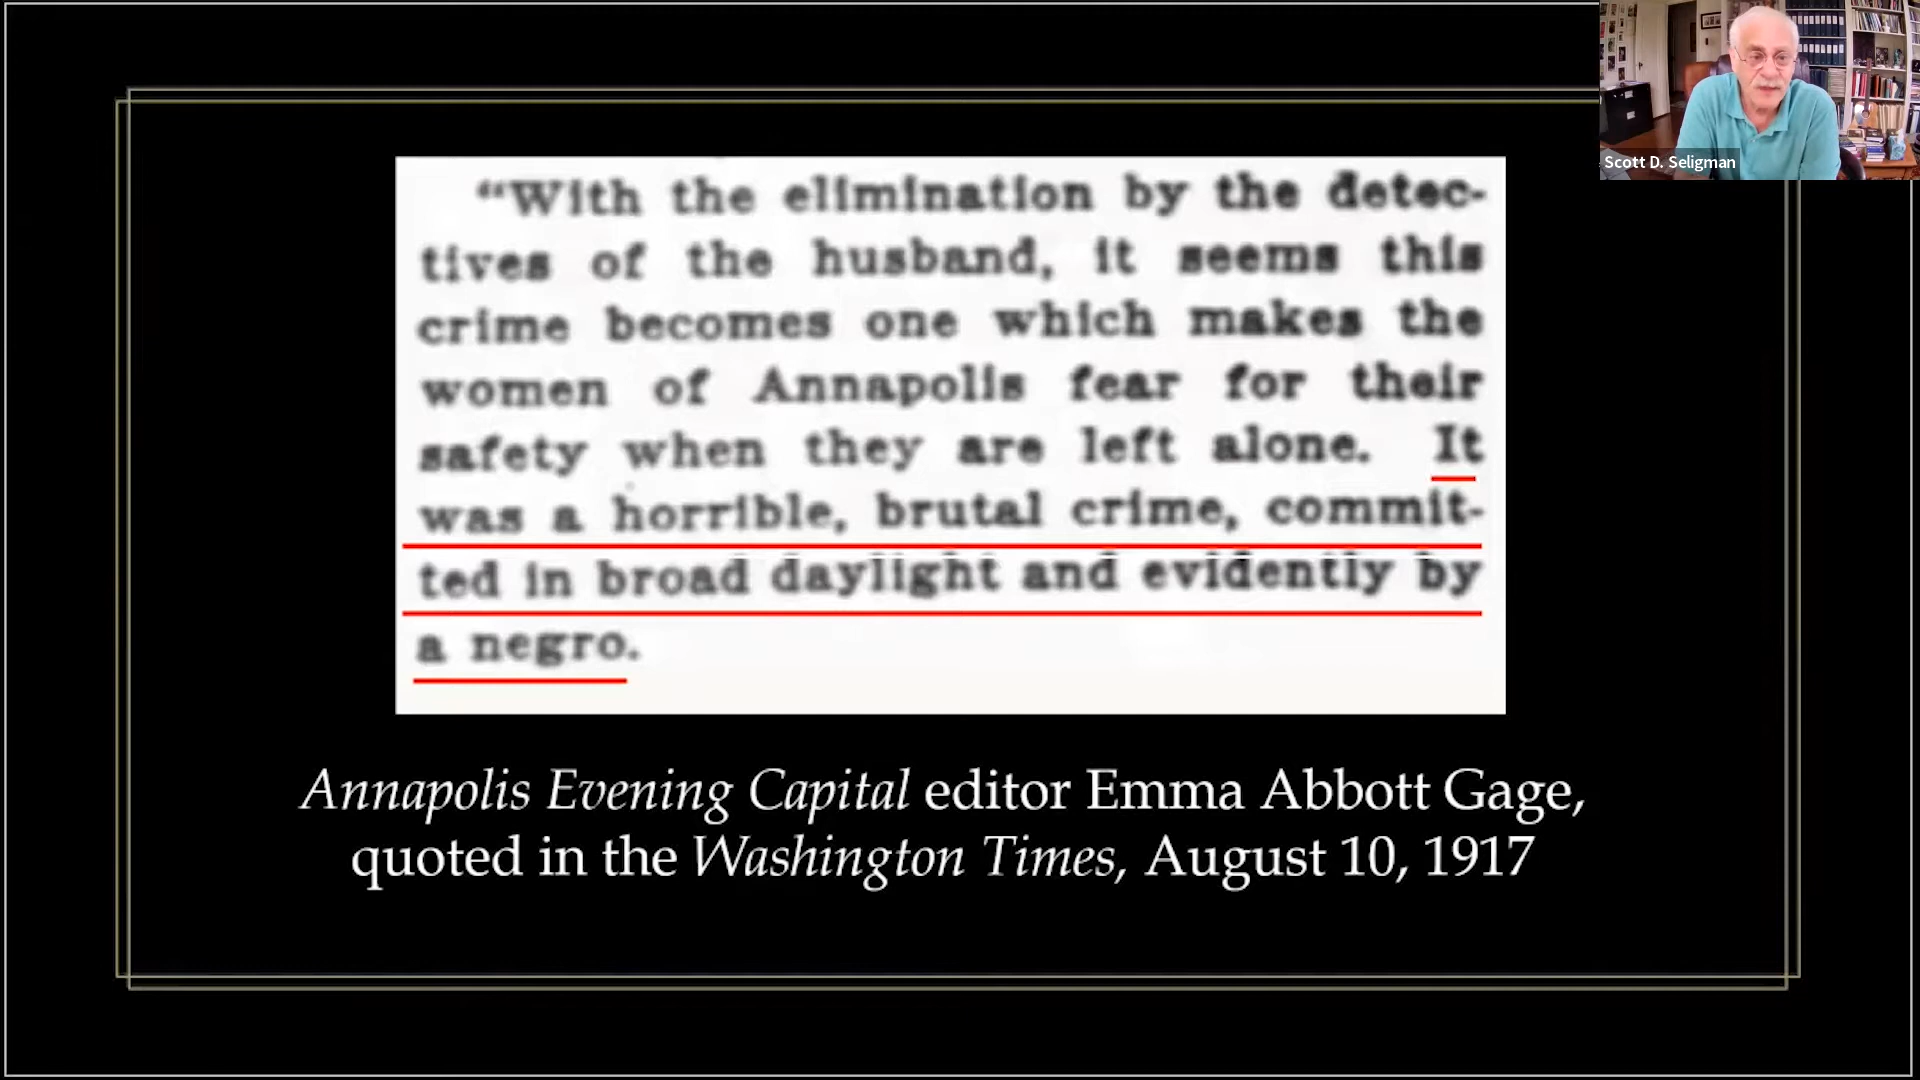 Scott D. Seligman
“With the elimination by the detec-
tives of the husband, it seems this
crime becomes one which makes the
women of Annapolis fear for their
safety when they are left alone. It
was a horrible, brutal crime, commit-
ted in broad daylight and evidently by
a negro.
Annapolis Evening Capital editor Emma Abbott Gage,
quoted in the Washington Times, August 10, 1917